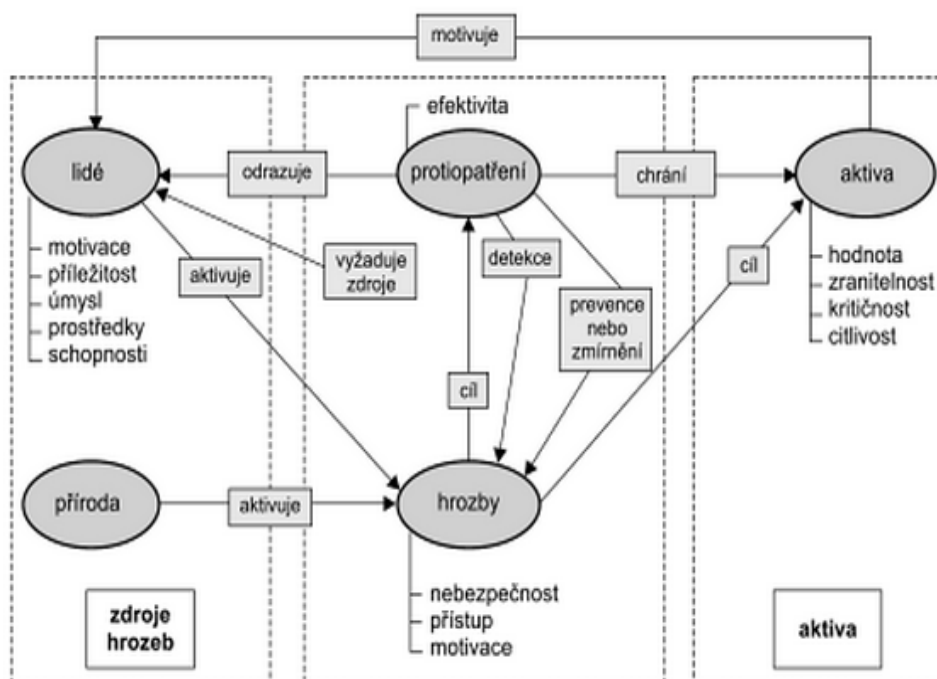 motivuje
efektivita
lidé
odrazuje
protiopatření
chrání
aktiva
motivace
příležitost
úmysl
prostředky
schopnosti
aktivuje
vyžaduje
zdroje
detekce
prevence
nebo
zmírnění
cíl
hodnota
zranitelnost
kritičnost
citlivost
cíl
příroda
aktivuje
hrozby
nebezpečnost
přístup
motivace
zdroje
hrozeb
aktiva